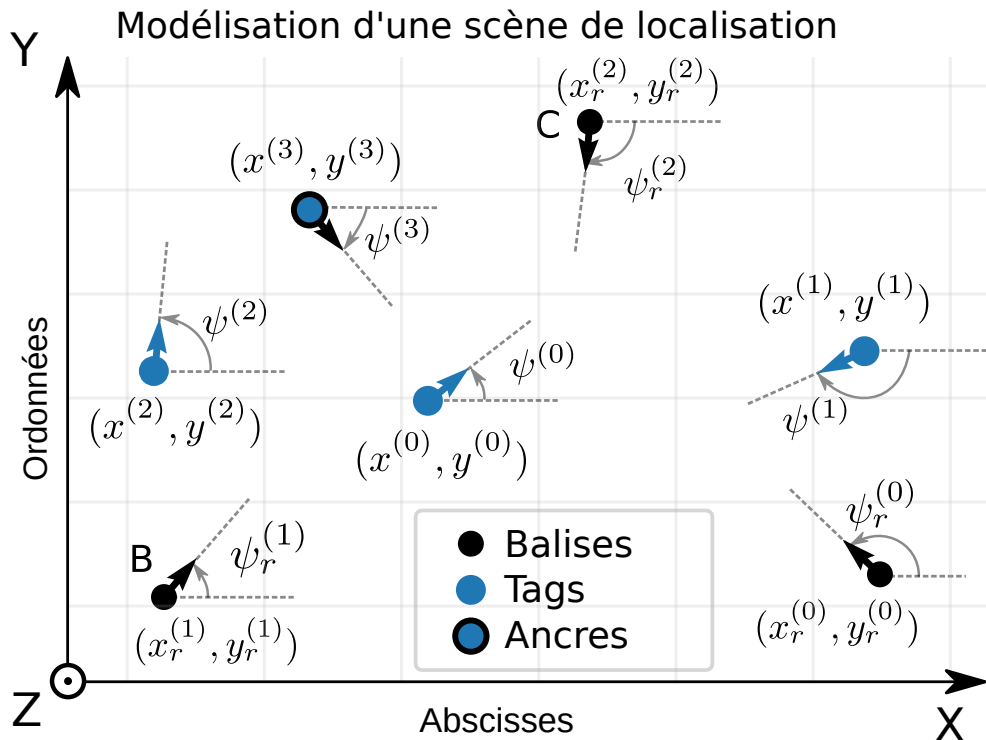 Modélisation d'une scène de localisation
Y
(x_r^{(2)}, y_r^{(2)})
C
ψ_r^{(2)}
(x^{(3)}, y^{(3)})
ψ^{(3)}
(x^{(1)}, y^{(1)})
ψ^{(2)}
ψ^{(0)}
ψ^{(1)}
(x^{(2)}, y^{(2)})
(x^{(0)}, y^{(0)})
Ordonnées
ψ_r^{(0)}
B
ψ_r^{(1)}
Balises
Tags
Ancres
(x_r^{(1)}, y_r^{(1)})
(x_r^{(0)}, y_r^{(0)})
Z
Abscisses
X